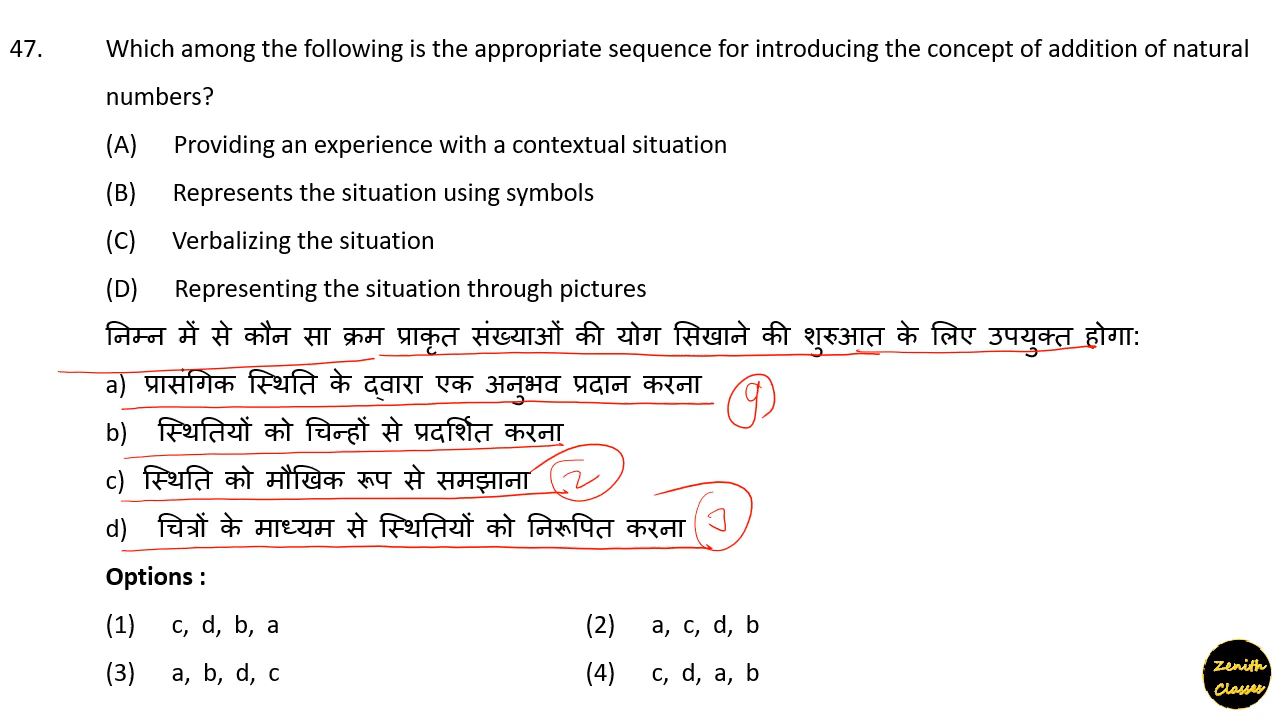 47. Which among the following is the appropriate sequence for introducing the concept of addition of natural
numbers?
(A) Providing an experience with a contextual situation
(B) Represents the situation using symbols
(C) Verbalizing the situation
(D) Representing the situation through pictures
निम्न में से कौन सा क्रम प्राकृत संख्याओं की योग सिखाने की शुरुआत के लिए उपयुक्त होगा:
a) प्रासंगिक स्थिति के द्वारा एक अनुभव प्रदान करना
b) स्थितियों को चिन्हों से प्रदर्शित करना
c) स्थिति को मौखिक रूप से समझाना 2
d) चित्रों के माध्यम से स्थितियों को निरूपित करना
Options :
(1) c, d, b, a (2) a, c, d, b
(3) a, b, d, c (4) c, d, a, b
Zenith
Classes